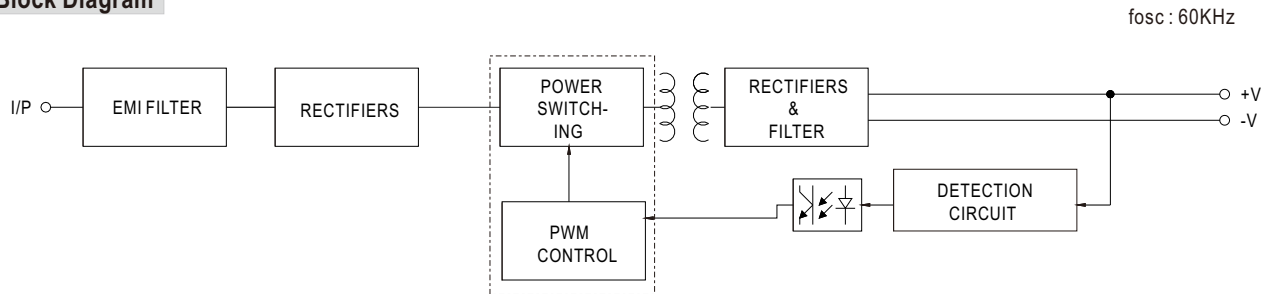 Block Diagram
fosc : 60KHz
I/P
EMI FILTER
RECTIFIERS
POWER
SWITCH-
ING
RECTIFIERS
&
FILTER
+V
-V
DETECTION
CIRCUIT
PWM
CONTROL